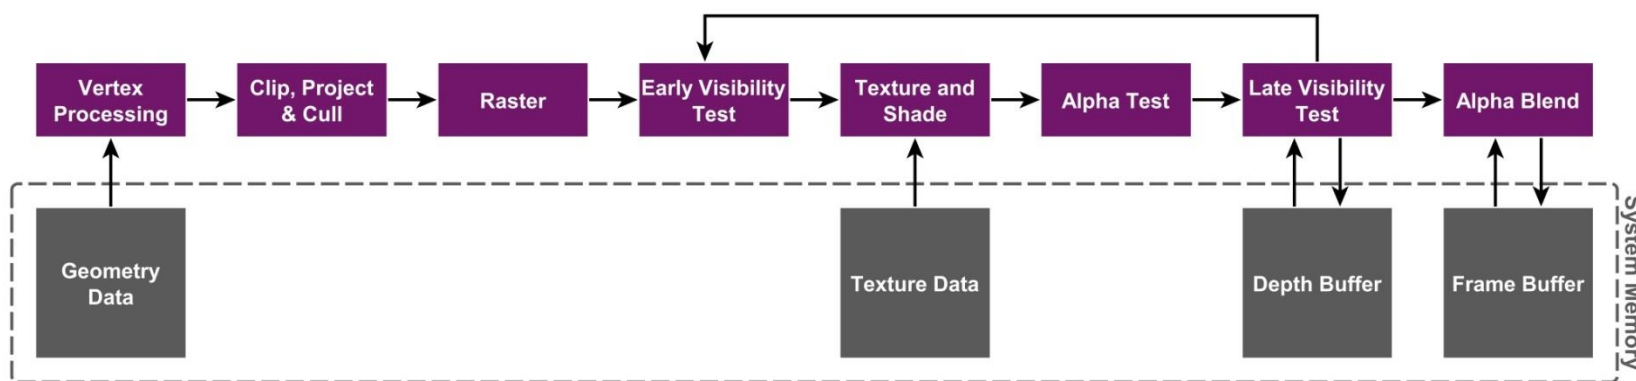 Vertex
Processing
Clip, Project
& Cull
Raster
Early Visibility
Test
Texture and
Shade
Alpha Test
Late Visibility
Test
Alpha Blend
Geometry
Data
Texture Data
Depth Buffer
Frame Buffer
System Memory